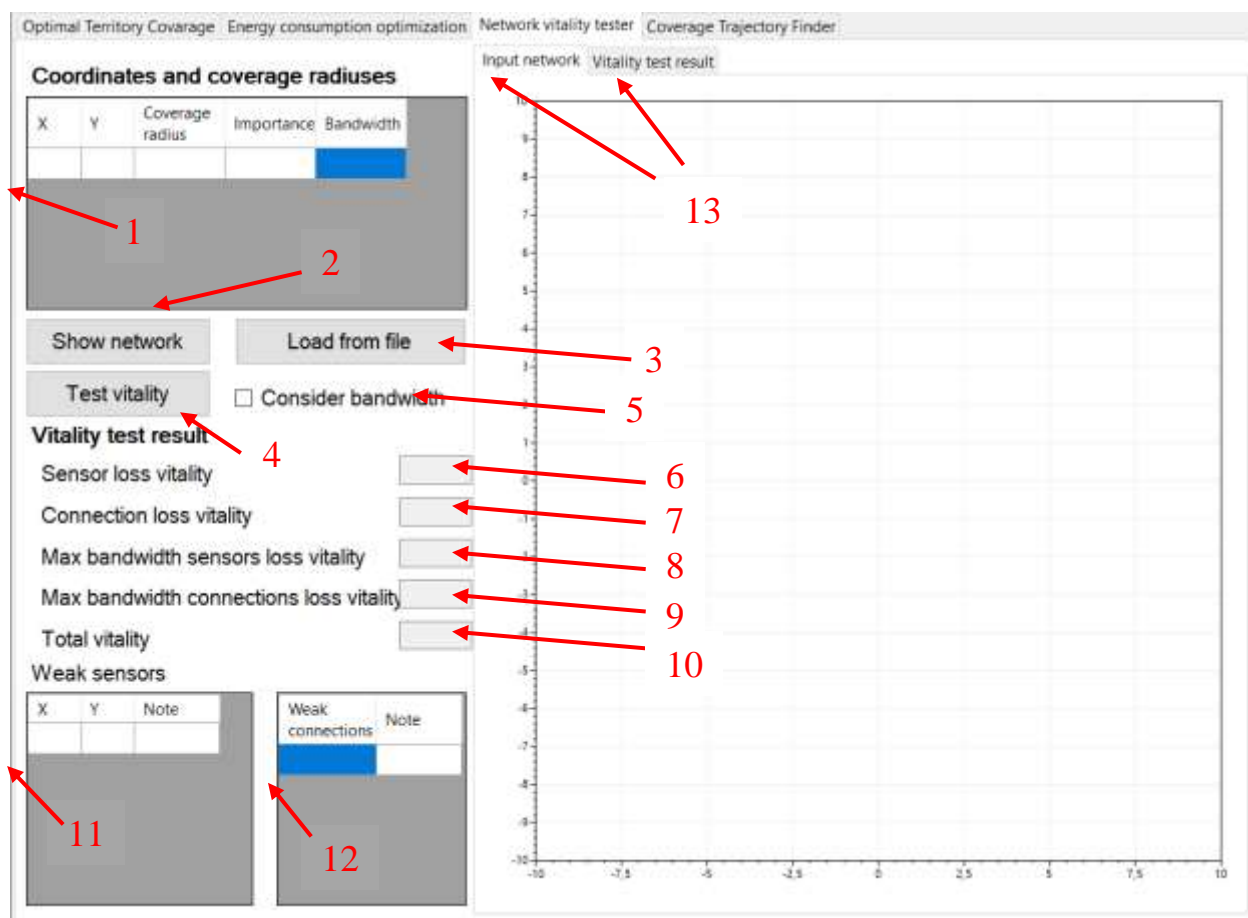 Optimal Territory Covarage Energy consumption optimization Network vitality tester Coverage Trajectory Finder
Input network Vitality test result
Coordinates and coverage radiuses
X Y Coverage radius Importance Bandwidth
1
2
Show network Load from file
3
Test vitality Consider bandwidth
5
4
Vitality test result
Sensor loss vitality
6
Connection loss vitality
7
Max bandwidth sensors loss vitality
8
Max bandwidth connections loss vitality
9
Total vitality
10
Weak sensors
X Y Note
Weak connections Note
11
12
13
10
9
8
7
6
5
4
3
2
1
0
-1
-3
-4
-5
-6
-7
-8
-9
-10
-10 -7,5 -5 -2,5 0 2,5 5 7,5 10